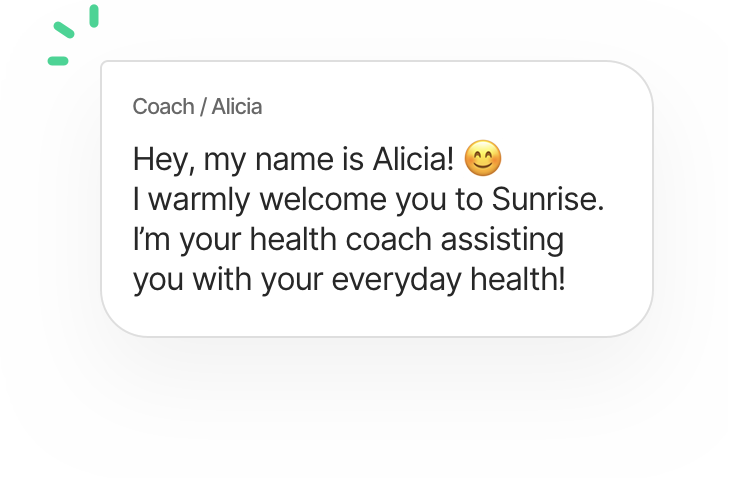 Coach / Alicia
Hey, my name is Alicia! 😊
I warmly welcome you to Sunrise.
I’m your health coach assisting
you with your everyday health!